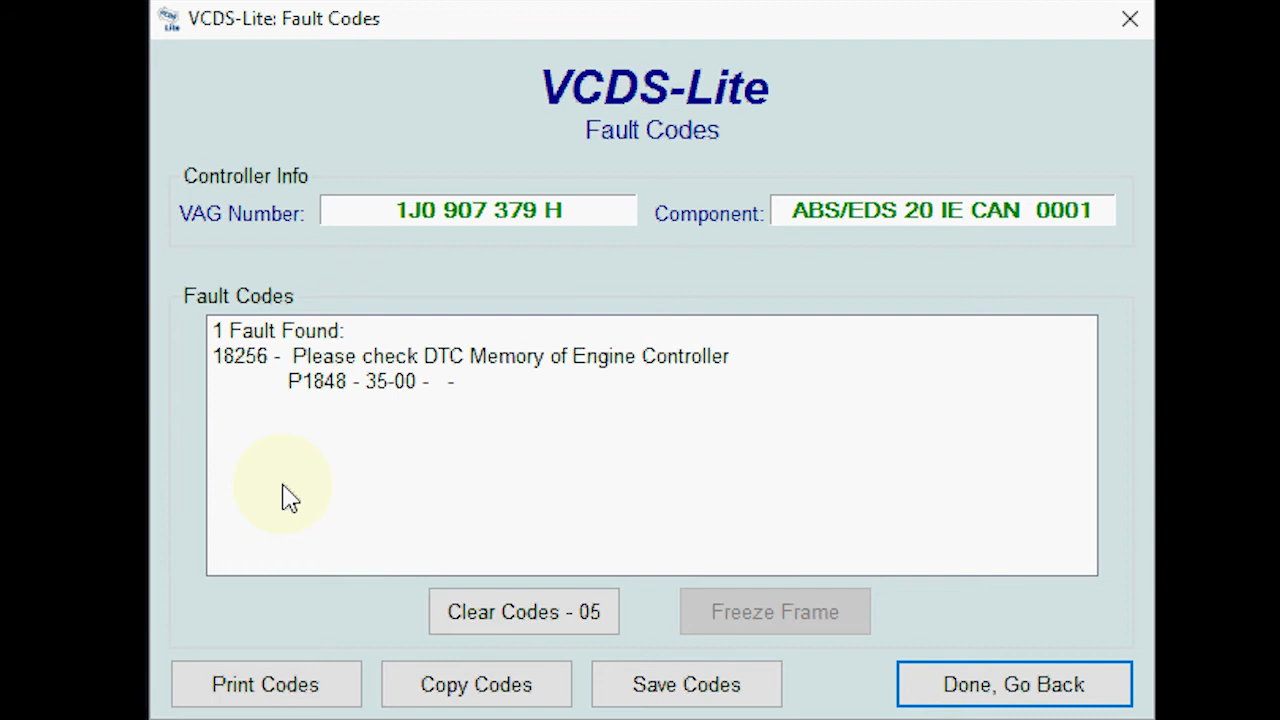 VCDS-Lite: Fault Codes
VCDS-Lite
Fault Codes
Controller Info
VAG Number: 1J0 907 379 H Component: ABS/EDS 20 IE CAN 0001
Fault Codes
1 Fault Found:
18256 - Please check DTC Memory of Engine Controller
P1848 - 35-00 - -
Clear Codes - 05 Freeze Frame
Print Codes Copy Codes Save Codes Done, Go Back